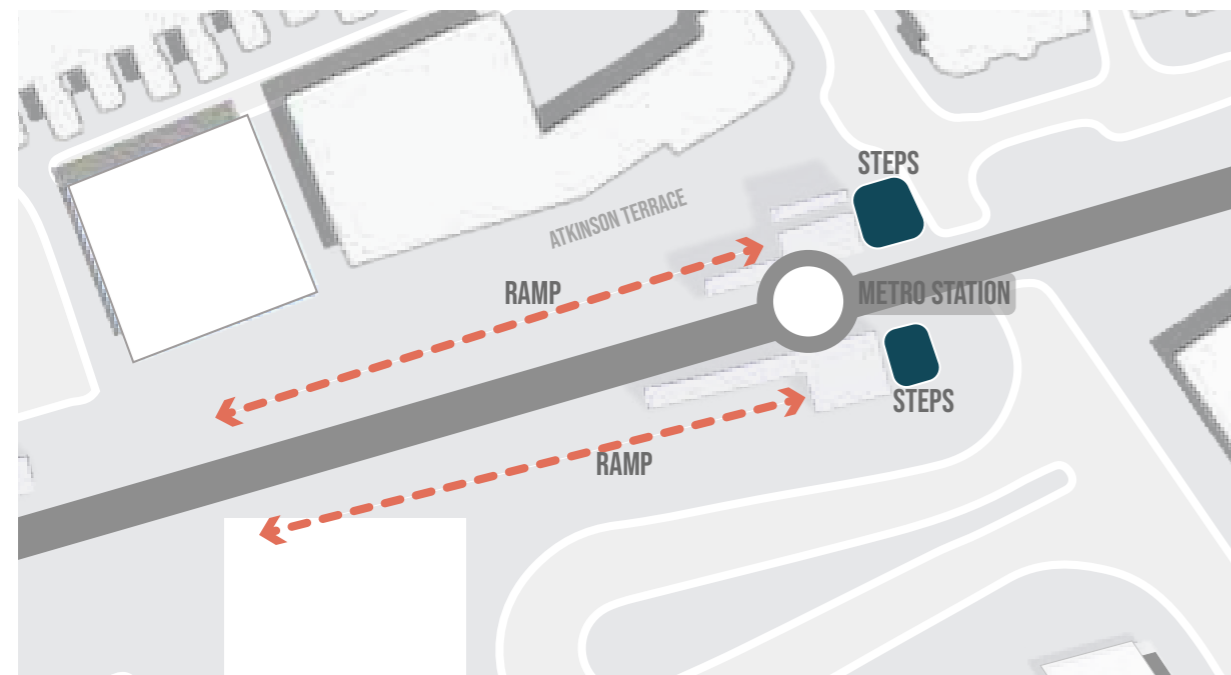 STEPS
ATKINSON TERRACE
RAMP
METRO STATION
STEPS
RAMP